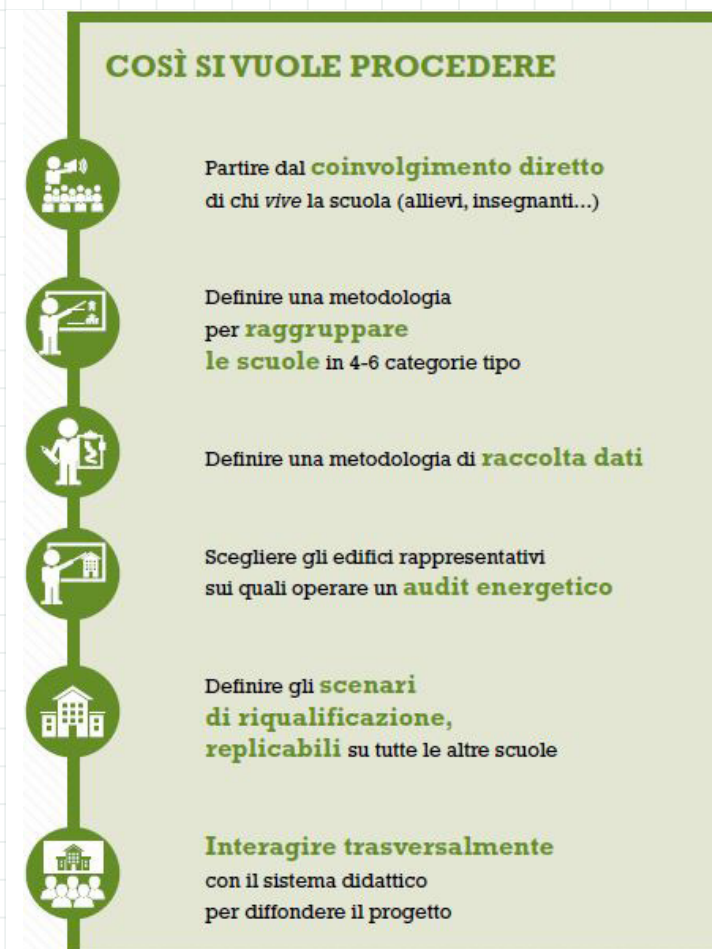 COSÌ SI VUOLE PROCEDERE
Partire dal coinvolgimento diretto
di chi vive la scuola (allievi, insegnanti...)
Definire una metodologia
per raggruppare
le scuole in 4-6 categorie tipo
Definire una metodologia di raccolta dati
Scegliere gli edifici rappresentativi
sui quali operare un audit energetico
Definire gli scenari
di riqualificazione,
replicabili su tutte le altre scuole
Interagire trasversalmente
con il sistema didattico
per diffondere il progetto